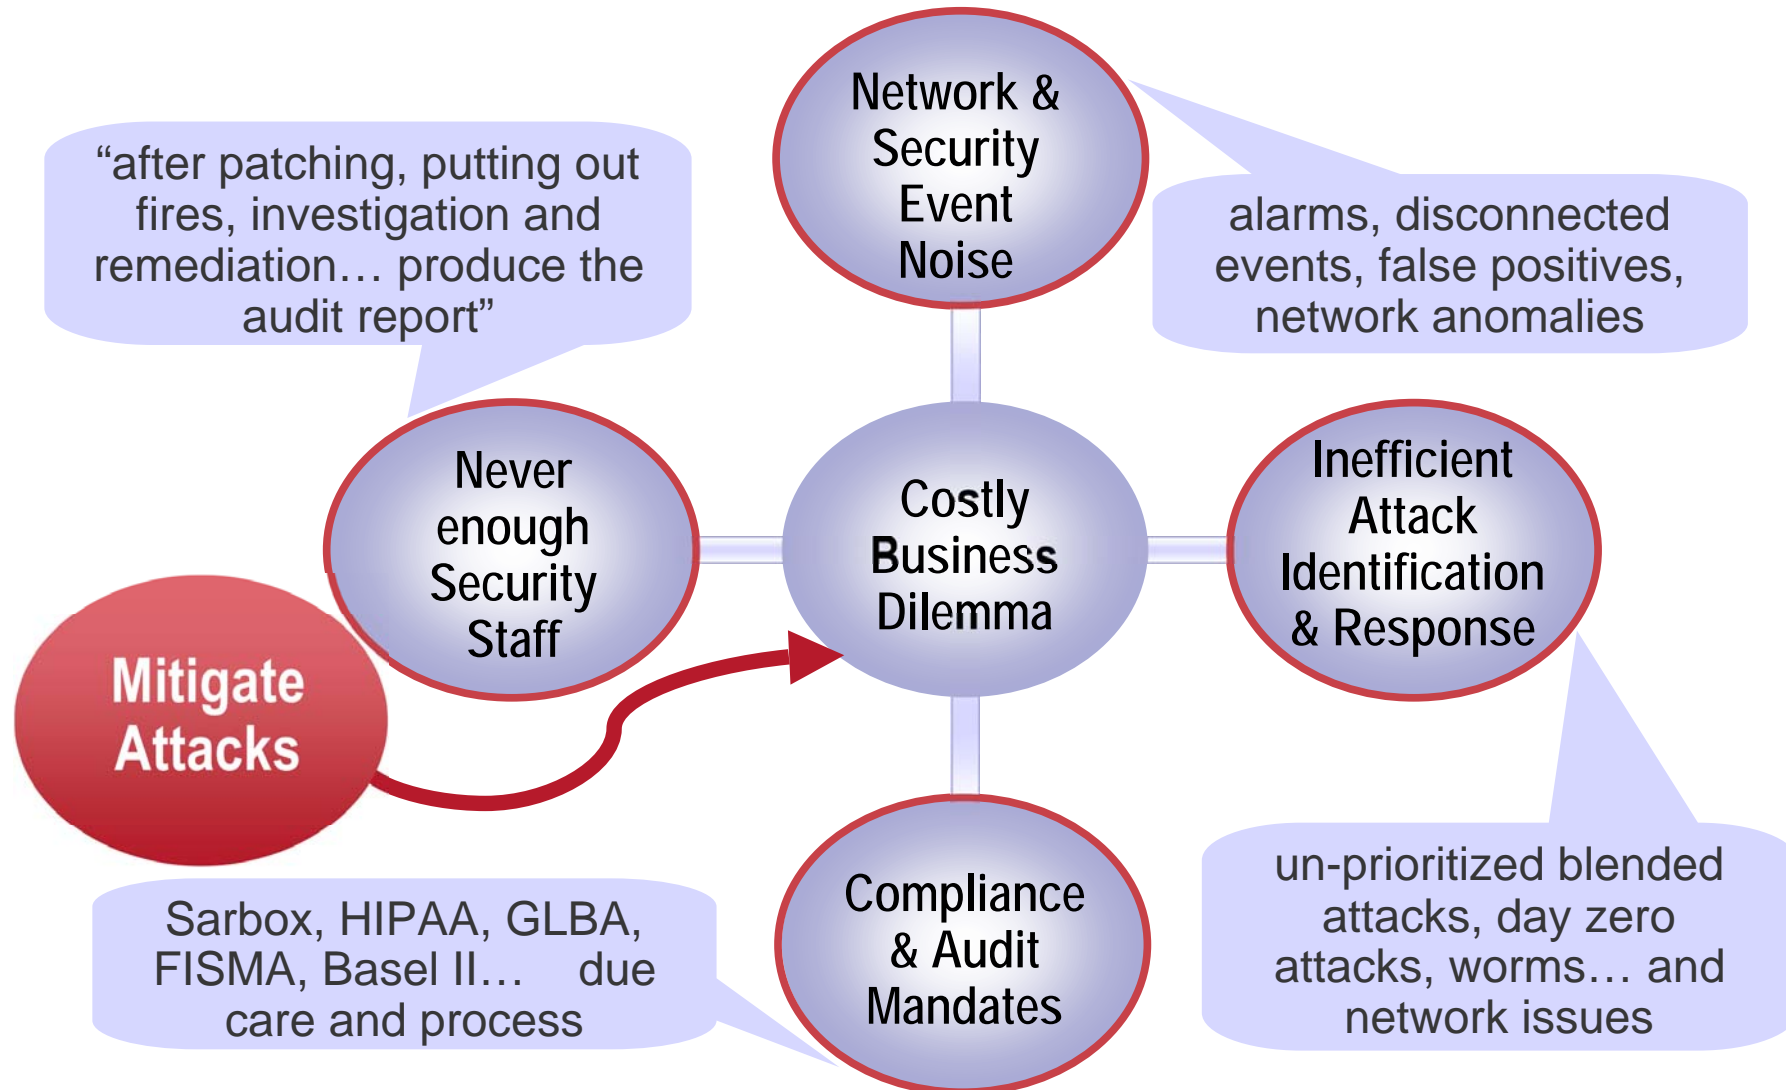 Network &
Security
Event
Noise
“after patching, putting out
fires, investigation and
remediation… produce the
audit report”
alarms, disconnected
events, false positives,
network anomalies
Never
enough
Security
Staff
Costly
Business
Dilemma
Inefficient
Attack
Identification
& Response
Mitigate
Attacks
Compliance
& Audit
Mandates
Sarbox, HIPAA, GLBA,
FISMA, Basel II… due
care and process
un-prioritized blended
attacks, day zero
attacks, worms… and
network issues